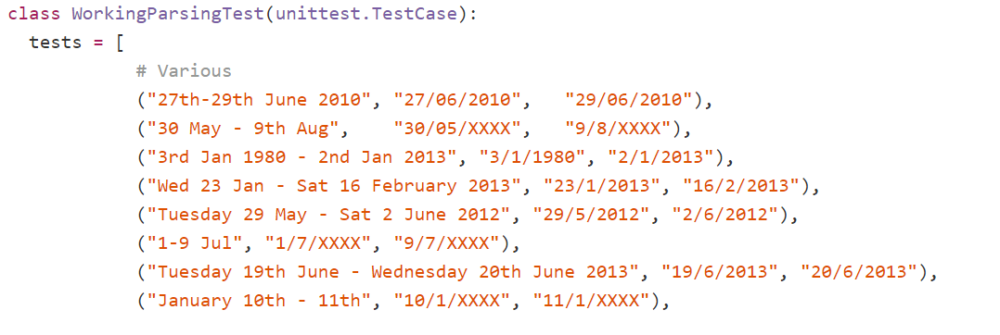 class WorkingParsingTest(unittest.TestCase):
  tests = [
            # Various
            ("27th-29th June 2010", "27/06/2010",   "29/06/2010"),
            ("30 May - 9th Aug",    "30/05/XXXX",   "9/8/XXXX"),
            ("3rd Jan 1980 - 2nd Jan 2013", "3/1/1980", "2/1/2013"),
            ("Wed 23 Jan - Sat 16 February 2013", "23/1/2013", "16/2/2013"),
            ("Tuesday 29 May - Sat 2 June 2012", "29/5/2012", "2/6/2012"),
            ("1-9 Jul", "1/7/XXXX", "9/7/XXXX"),
            ("Tuesday 19th June - Wednesday 20th June 2013", "19/6/2013", "20/6/2013"),
            ("January 10th - 11th", "10/1/XXXX", "11/1/XXXX"),